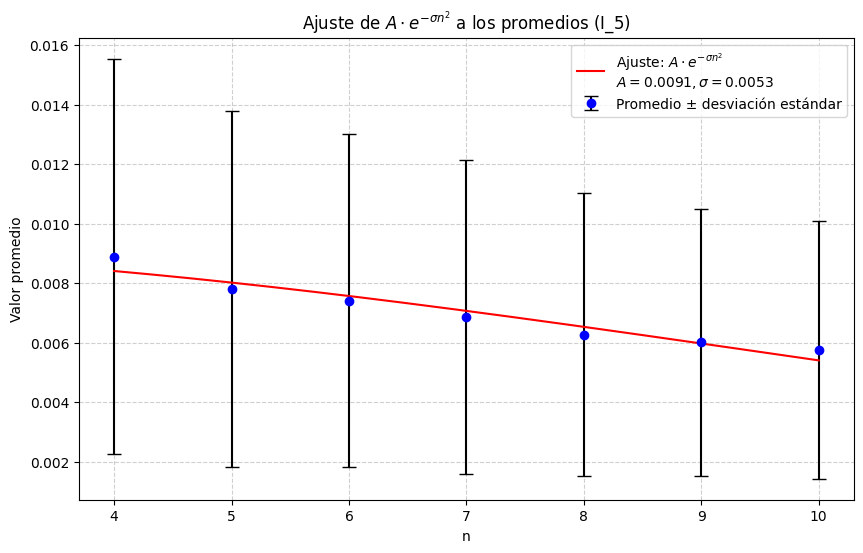 Ajuste de $A \cdot e^{-\sigma n^2}$ a los promedios (I_5)
Ajuste: $A \cdot e^{-\sigma n^2}$
$A = 0.0091, \sigma = 0.0053$
Promedio ± desviación estándar
Valor promedio
0.016
0.014
0.012
0.010
0.008
0.006
0.004
0.002
4 5 6 7 8 9 10
n